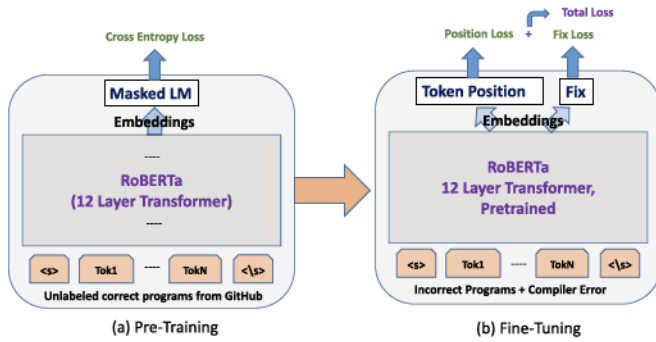 Cross Entropy Loss
Masked LM
Embeddings
----
RoBERTa
(12 Layer Transformer)
----
<s> Tok1 ---- TokN <\s>
Unlabeled correct programs from GitHub
(a) Pre-Training
Total Loss
Position Loss + Fix Loss
Token Position Fix
Embeddings
RoBERTa
12 Layer Transformer,
Pretrained
<s> Tok1 ----- TokN <\s>
Incorrect Programs + Compiler Error
(b) Fine-Tuning